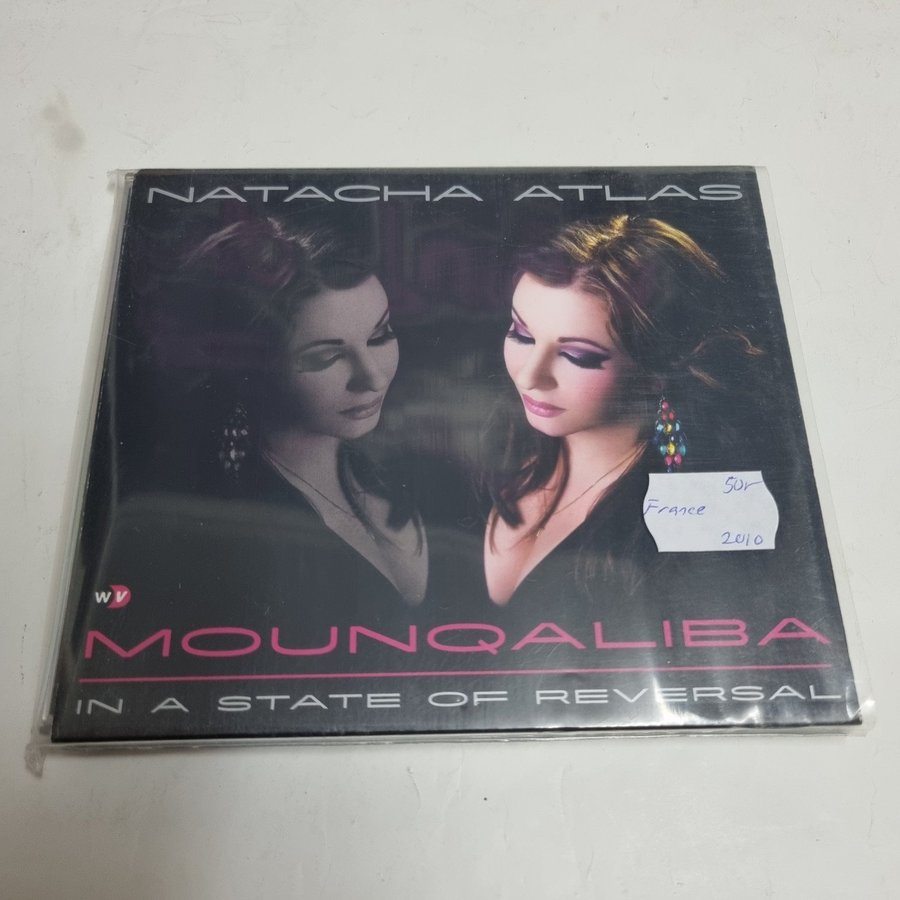 NATACHA ATLAS
50r
France
2010
wv
MOUNQALIBA
IN A STATE OF REVERSAL